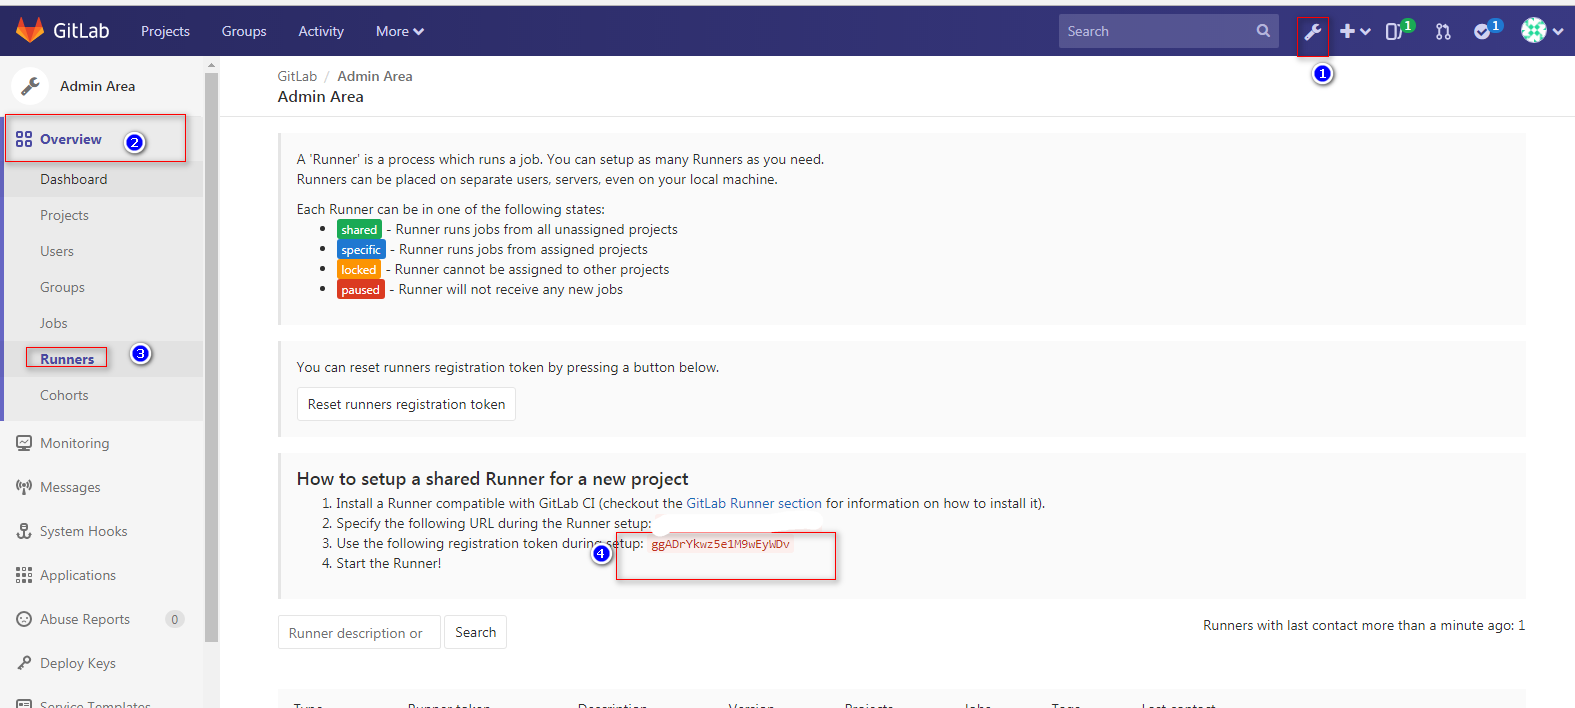 GitLab Projects Groups Activity More Search 1 1
1
Admin Area
GitLab / Admin Area
Admin Area
Overview 2
Dashboard
Projects
Users
Groups
Jobs
Runners 3
Cohorts
Monitoring
Messages
System Hooks
Applications
Abuse Reports 0
Deploy Keys
Service Templates
A 'Runner' is a process which runs a job. You can setup as many Runners as you need.
Runners can be placed on separate users, servers, even on your local machine.
Each Runner can be in one of the following states:
shared - Runner runs jobs from all unassigned projects
specific - Runner runs jobs from assigned projects
locked - Runner cannot be assigned to other projects
paused - Runner will not receive any new jobs
You can reset runners registration token by pressing a button below.
Reset runners registration token
How to setup a shared Runner for a new project
1. Install a Runner compatible with GitLab CI (checkout the GitLab Runner section for information on how to install it).
2. Specify the following URL during the Runner setup:
3. Use the following registration token during setup: ggADrYkwz5e1M9wEyWDv
4
4. Start the Runner!
Runner description or Search
Runners with last contact more than a minute ago: 1
Type Runner token Description Version Projects Jobs Tags Last contact